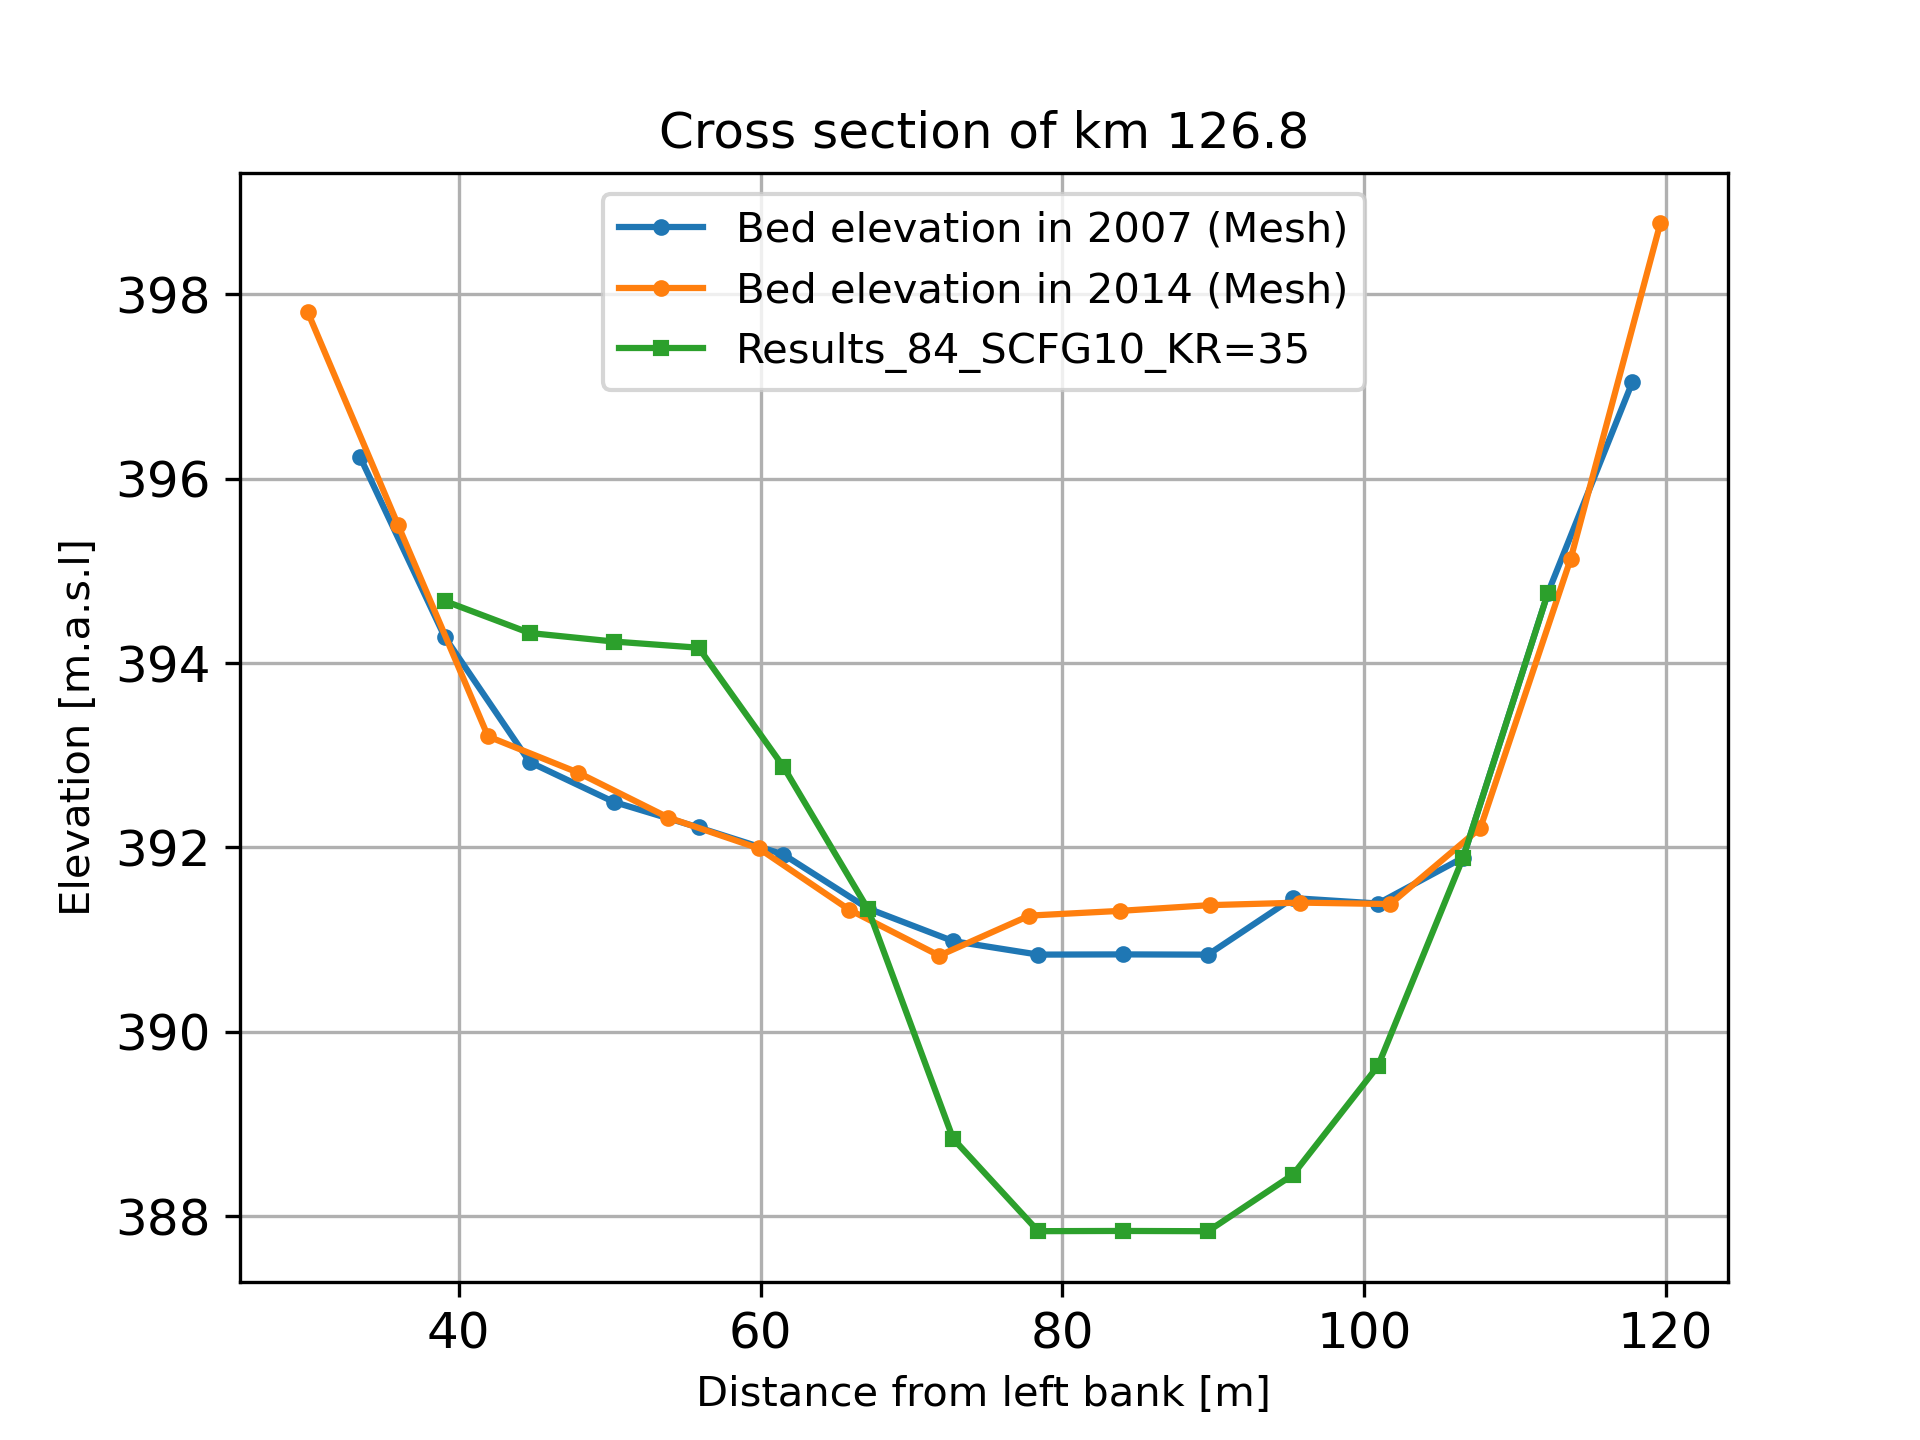 Cross section of km 126.8
Bed elevation in 2007 (Mesh)
Bed elevation in 2014 (Mesh)
Results_84_SCFG10_KR=35
398
396
394
392
390
388
Elevation [m.a.s.l]
40 60 80 100 120
Distance from left bank [m]